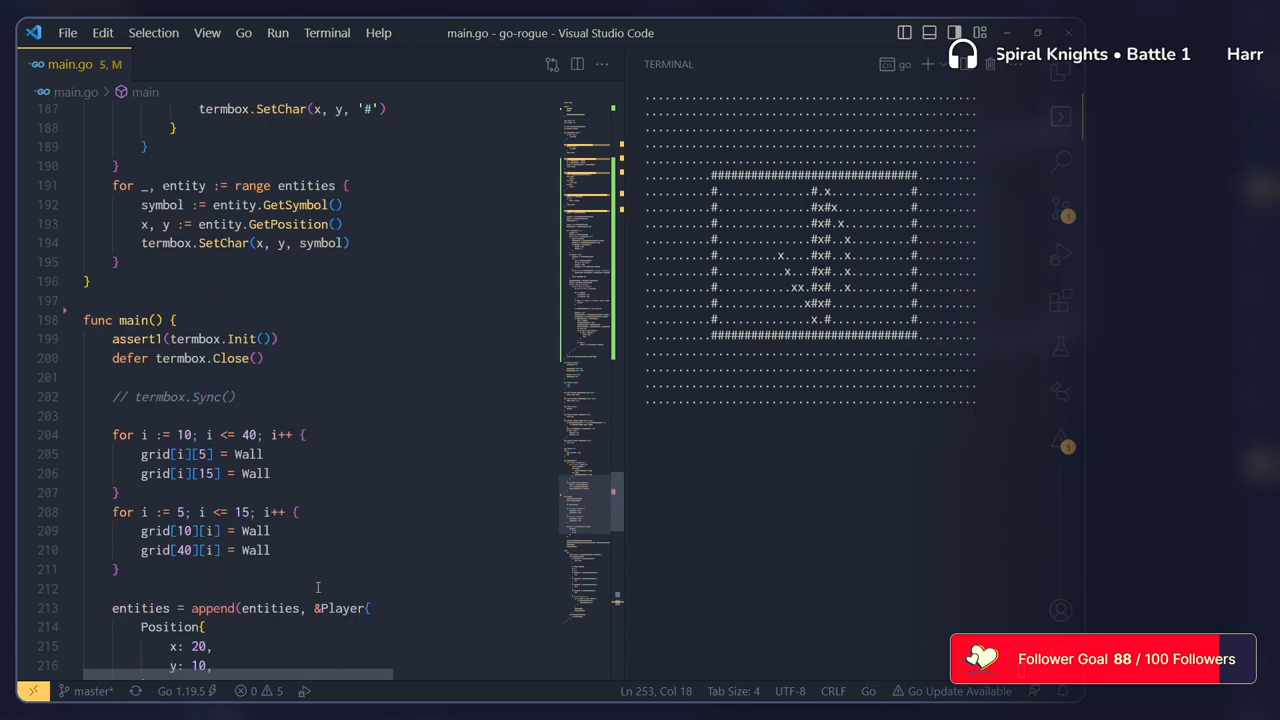 File Edit Selection View Go Run Terminal Help
main.go - go-rogue - Visual Studio Code
Spiral Knights • Battle 1 Harr
main.go 5, M
main.go > main
187 termbox.SetChar(x, y, '#')
188 }
189 }
190 }
191 for _, entity := range entities {
192 symbol := entity.GetSymbol()
193 x, y := entity.GetPosition()
194 termbox.SetChar(x, y, symbol)
195 }
196 }
197
198 func main() {
199 assert1(termbox.Init())
200 defer termbox.Close()
201
202 // termbox.Sync()
203
204 for i := 10; i <= 40; i++ {
205 grid[i][5] = Wall
206 grid[i][15] = Wall
207 }
208 for i := 5; i <= 15; i++ {
209 grid[10][i] = Wall
210 grid[40][i] = Wall
211 }
212
213 entities = append(entities, &Player{
214 Position{
215 x: 20,
216 y: 10,
TERMINAL
go
..................................................
..................................................
..................................................
..................................................
..................................................
..........###############################.........
..........#..............#.x............#.........
..........#..............#x#x...........#.........
..........#..............#x#.x..........#.........
..........#..............#x#..x.........#.........
..........#.........x....#x#..x.........#.........
..........#..........x...#x#..x.........#.........
..........#...........xx.#x#..x.........#.........
..........#.............x#x#............#.........
..........#..............x.#............#.........
..........###############################.........
..................................................
..................................................
..................................................
..................................................
1
5
Follower Goal 88 / 100 Followers
master* Go 1.19.5 0 5
Ln 253, Col 18 Tab Size: 4 UTF-8 CRLF Go Go Update Available